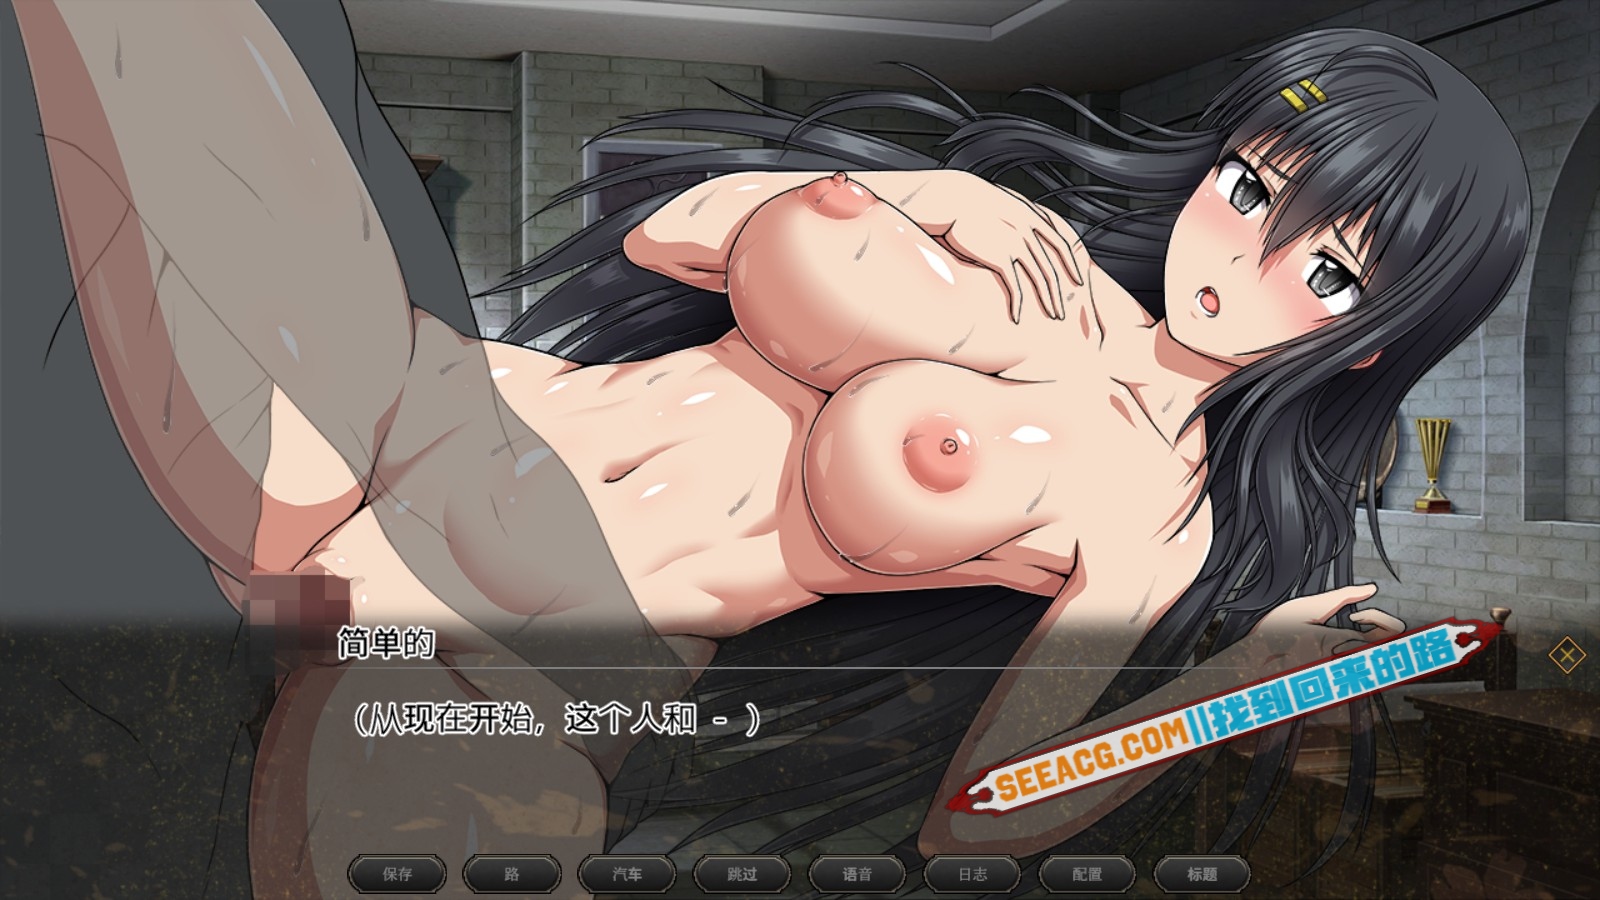 简单的
（从现在开始，这个人和 - ）
SEEACG.COM||找到回来的路
保存
路
汽车
跳过
语音
日志
配置
标题